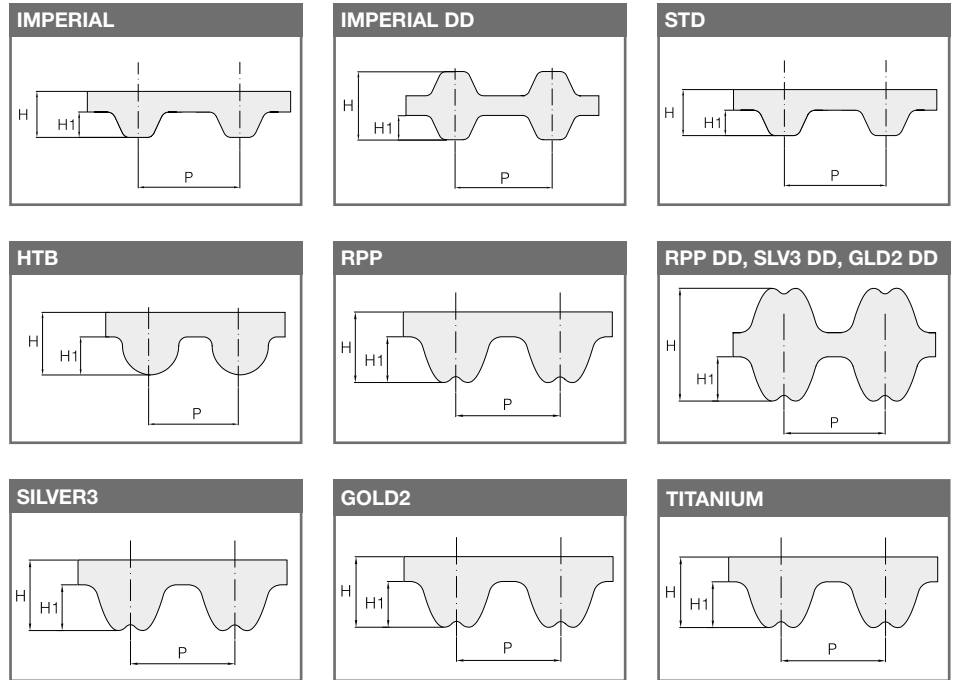 IMPERIAL
H
H1
P
IMPERIAL DD
H
H1
P
STD
H
H1
P
HTB
H
H1
P
RPP
H
H1
P
RPP DD, SLV3 DD, GLD2 DD
H
H1
P
SILVER3
H
H1
P
GOLD2
H
H1
P
TITANIUM
H
H1
P